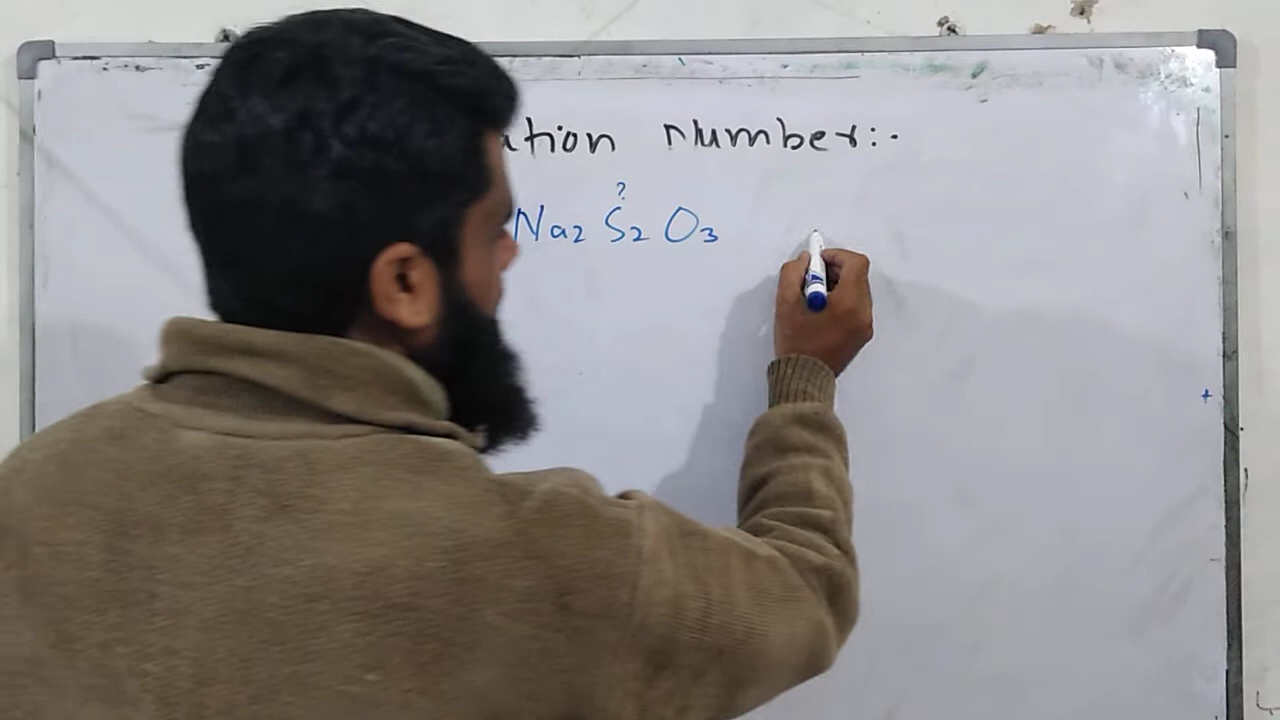 ation Number:-
?
Na2 S2 O3
+